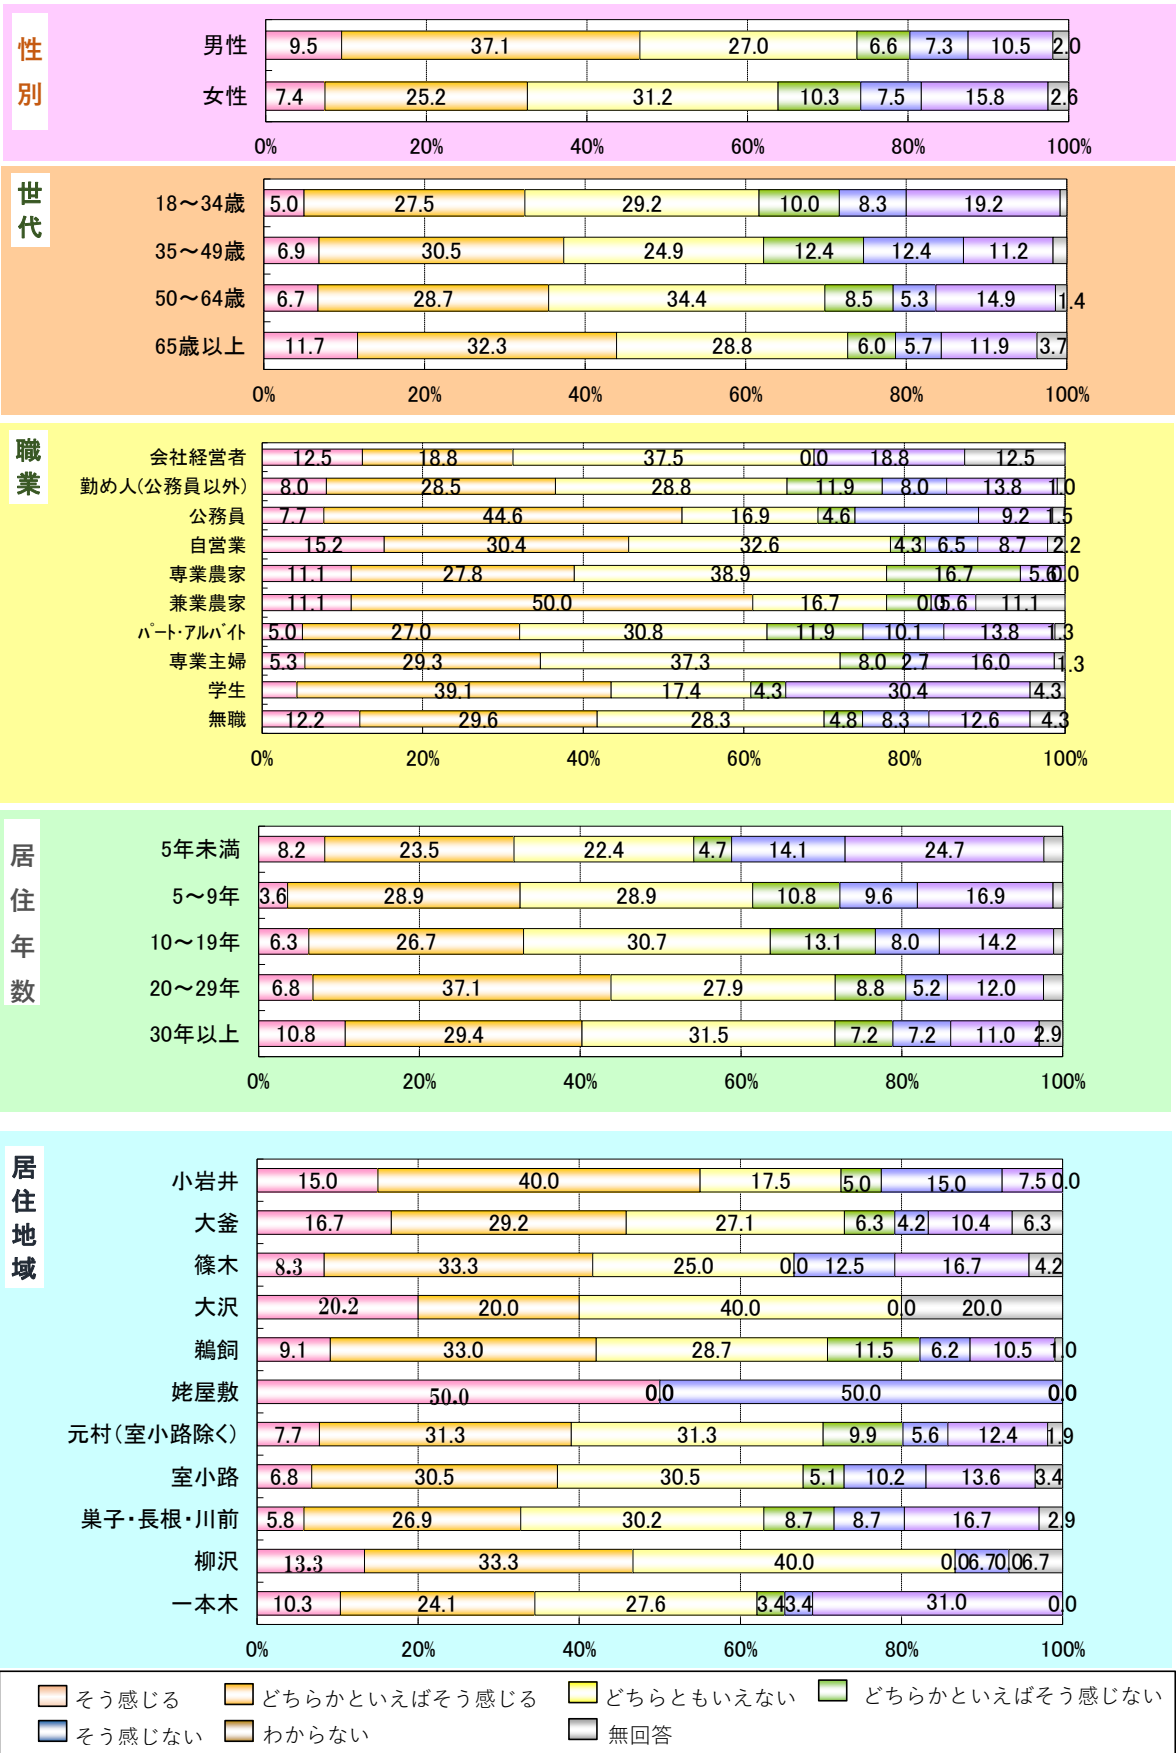 性別
男性 9.5 37.1 27.0 6.6 7.3 10.5 2.0
女性 7.4 25.2 31.2 10.3 7.5 15.8 2.6
0% 20% 40% 60% 80% 100%
世代
18～34歳 5.0 27.5 29.2 10.0 8.3 19.2
35～49歳 6.9 30.5 24.9 12.4 12.4 11.2
50～64歳 6.7 28.7 34.4 8.5 5.3 14.9 1.4
65歳以上 11.7 32.3 28.8 6.0 5.7 11.9 3.7
0% 20% 40% 60% 80% 100%
職業
会社経営者 12.5 18.8 37.5 0.0 18.8 12.5
勤め人(公務員以外) 8.0 28.5 28.8 11.9 8.0 13.8 1.0
公務員 7.7 44.6 16.9 4.6 9.2 1.5
自営業 15.2 30.4 32.6 4.3 6.5 8.7 2.2
専業農家 11.1 27.8 38.9 16.7 5.6 0.0
兼業農家 11.1 50.0 16.7 0.0 5.6 11.1
ﾊﾟｰﾄ・ｱﾙﾊﾞｲﾄ 5.0 27.0 30.8 11.9 10.1 13.8 1.3
専業主婦 5.3 29.3 37.3 8.0 2.7 16.0 1.3
学生 39.1 17.4 4.3 30.4 4.3
無職 12.2 29.6 28.3 4.8 8.3 12.6 4.3
0% 20% 40% 60% 80% 100%
居住年数
5年未満 8.2 23.5 22.4 4.7 14.1 24.7
5～9年 3.6 28.9 28.9 10.8 9.6 16.9
10～19年 6.3 26.7 30.7 13.1 8.0 14.2
20～29年 6.8 37.1 27.9 8.8 5.2 12.0
30年以上 10.8 29.4 31.5 7.2 7.2 11.0 2.9
0% 20% 40% 60% 80% 100%
居住地域
小岩井 15.0 40.0 17.5 5.0 15.0 7.5 0.0
大釜 16.7 29.2 27.1 6.3 4.2 10.4 6.3
篠木 8.3 33.3 25.0 0.0 12.5 16.7 4.2
大沢 20.2 20.0 40.0 0.0 20.0
鵜飼 9.1 33.0 28.7 11.5 6.2 10.5 1.0
姥屋敷 50.0 0.0 50.0 0.0
元村(室小路除く) 7.7 31.3 31.3 9.9 5.6 12.4 1.9
室小路 6.8 30.5 30.5 5.1 10.2 13.6 3.4
巣子・長根・川前 5.8 26.9 30.2 8.7 8.7 16.7 2.9
柳沢 13.3 33.3 40.0 0.0 6.7 0.0 6.7
一本木 10.3 24.1 27.6 3.4 3.4 31.0 0.0
0% 20% 40% 60% 80% 100%
そう感じる どちらかといえばそう感じる どちらともいえない どちらかといえばそう感じない
そう感じない わからない 無回答